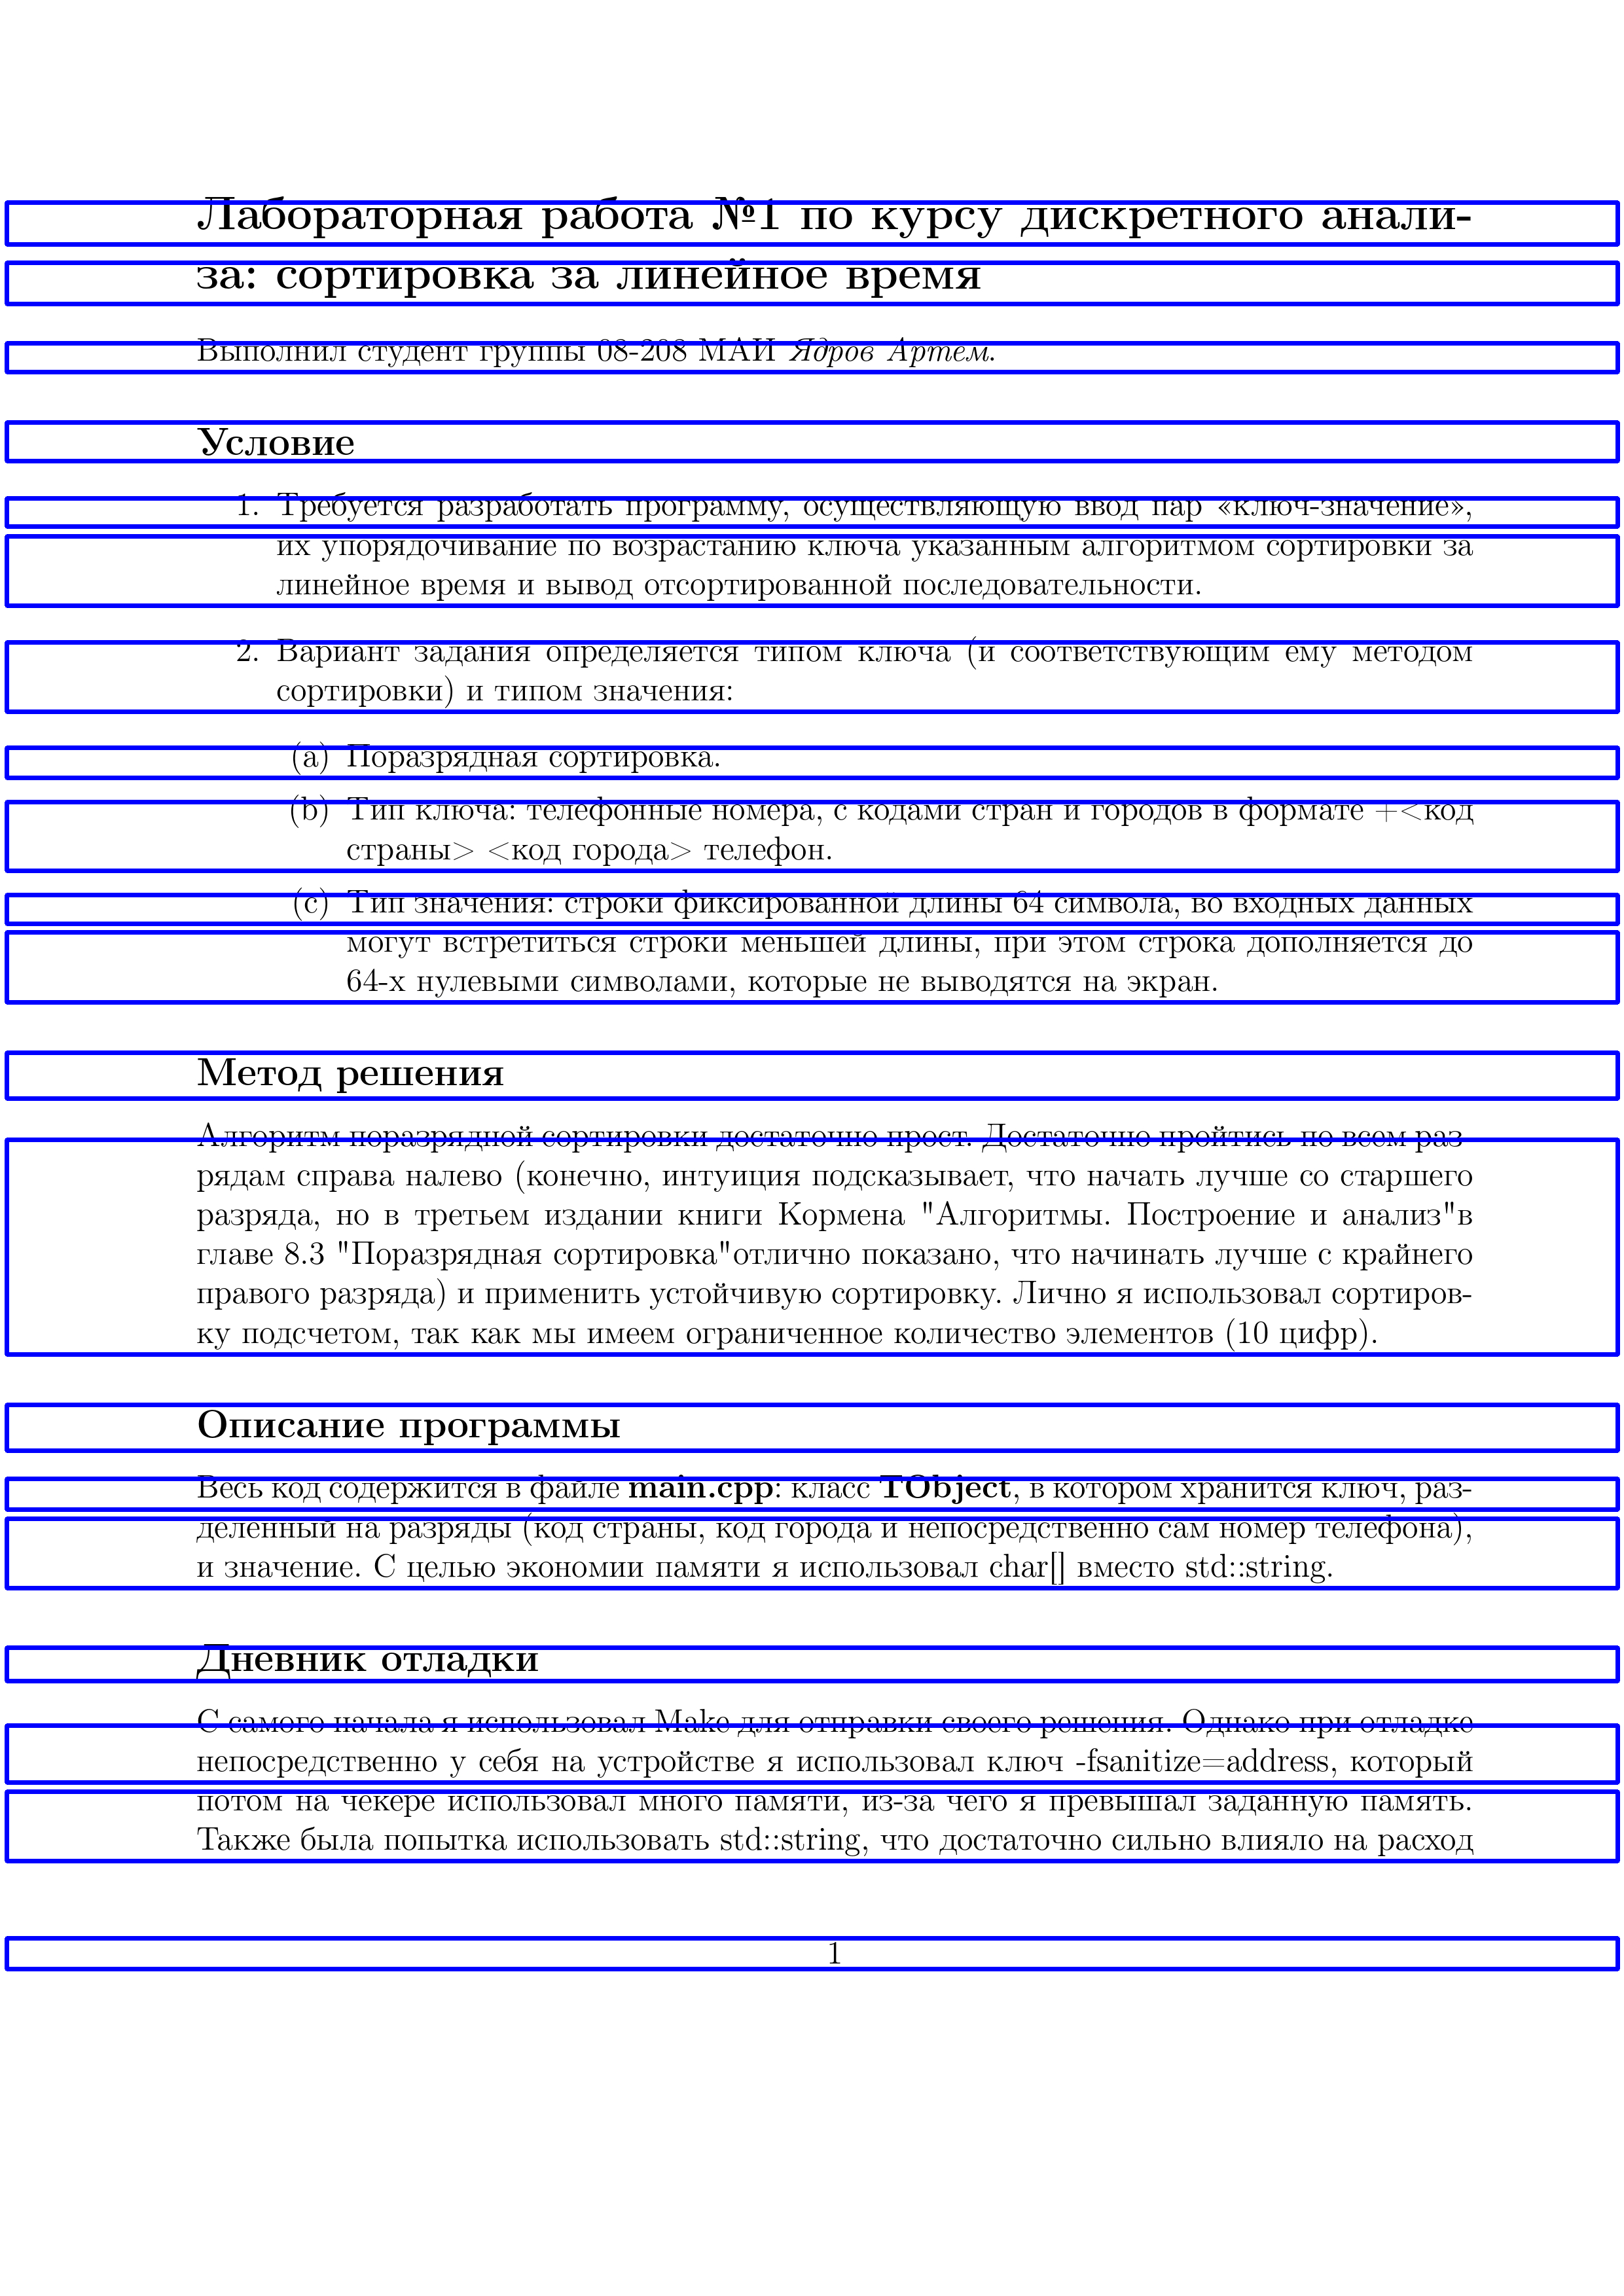 Лабораторная работа №1 по курсу дискретного анали-
за: сортировка за линейное время
Выполнил студент группы 08-208 МАИ Ядров Артем.
Условие
1. Требуется разработать программу, осуществляющую ввод пар «ключ-значение»,
их упорядочивание по возрастанию ключа указанным алгоритмом сортировки за
линейное время и вывод отсортированной последовательности.
2. Вариант задания определяется типом ключа (и соответствующим ему методом
сортировки) и типом значения:
(a) Поразрядная сортировка.
(b) Тип ключа: телефонные номера, с кодами стран и городов в формате +<код
страны> <код города> телефон.
(c) Тип значения: строки фиксированной длины 64 символа, во входных данных
могут встретиться строки меньшей длины, при этом строка дополняется до
64-х нулевыми символами, которые не выводятся на экран.
Метод решения
Алгоритм поразрядной сортировки достаточно прост. Достаточно пройтись по всем раз-
рядам справа налево (конечно, интуиция подсказывает, что начать лучше со старшего
разряда, но в третьем издании книги Кормена "Алгоритмы. Построение и анализ"в
главе 8.3 "Поразрядная сортировка"отлично показано, что начинать лучше с крайнего
правого разряда) и применить устойчивую сортировку. Лично я использовал сортиров-
ку подсчетом, так как мы имеем ограниченное количество элементов (10 цифр).
Описание программы
Весь код содержится в файле main.cpp: класс TObject, в котором хранится ключ, раз-
деленный на разряды (код страны, код города и непосредственно сам номер телефона),
и значение. С целью экономии памяти я использовал char[] вместо std::string.
Дневник отладки
С самого начала я использовал Make для отправки своего решения. Однако при отладке
непосредственно у себя на устройстве я использовал ключ -fsanitize=address, который
потом на чекере использовал много памяти, из-за чего я превышал заданную память.
Также была попытка использовать std::string, что достаточно сильно влияло на расход
1